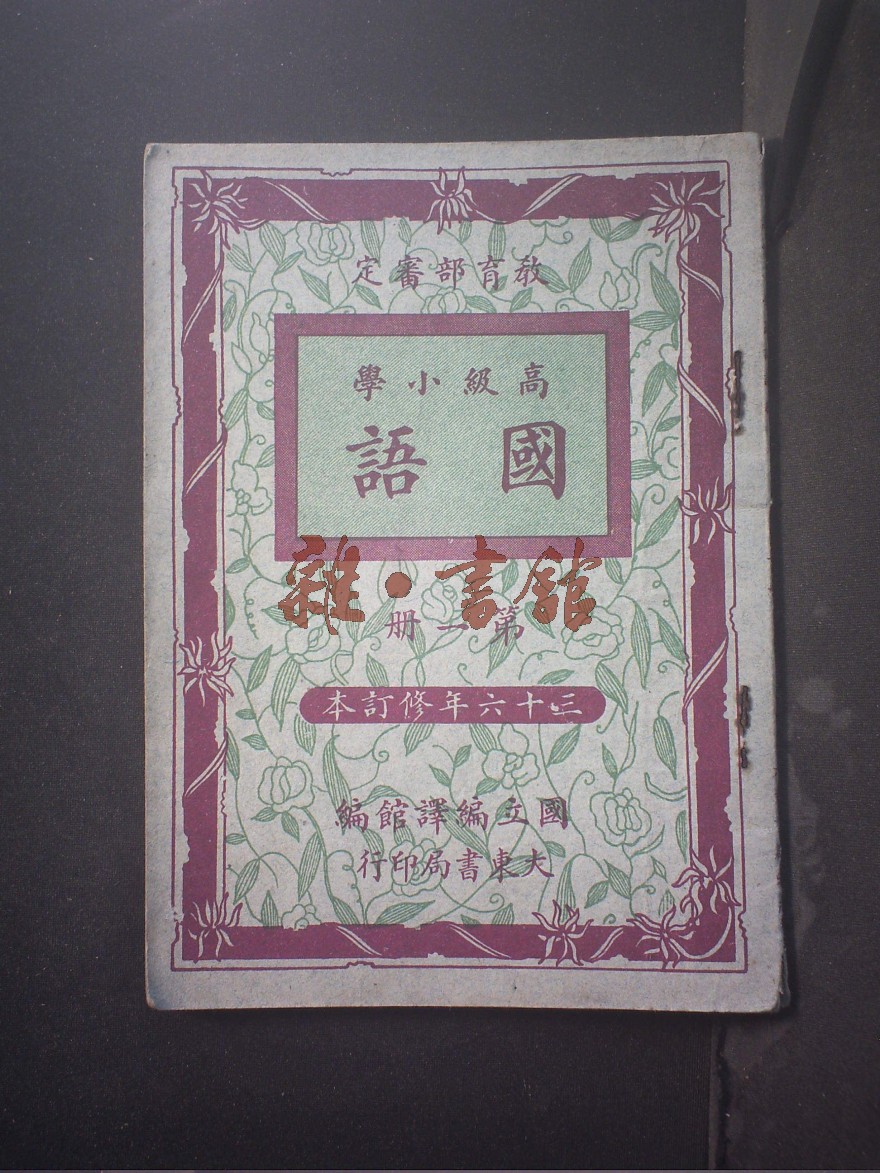 教育部審定
高級小學
國語
雜·書館
第一册
三十六年修訂本
國立編譯館編
大東書局印行